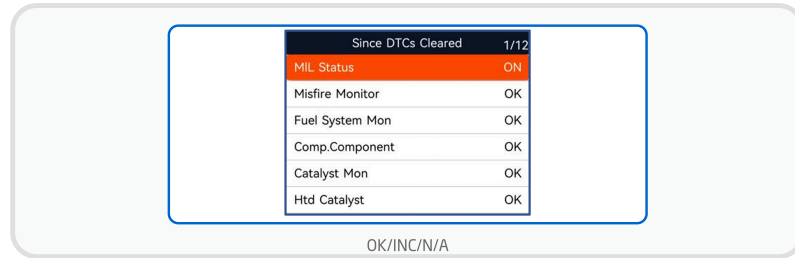 Since DTCs Cleared 1/12
MIL Status ON
Misfire Monitor OK
Fuel System Mon OK
Comp.Component OK
Catalyst Mon OK
Htd Catalyst OK
OK/INC/N/A